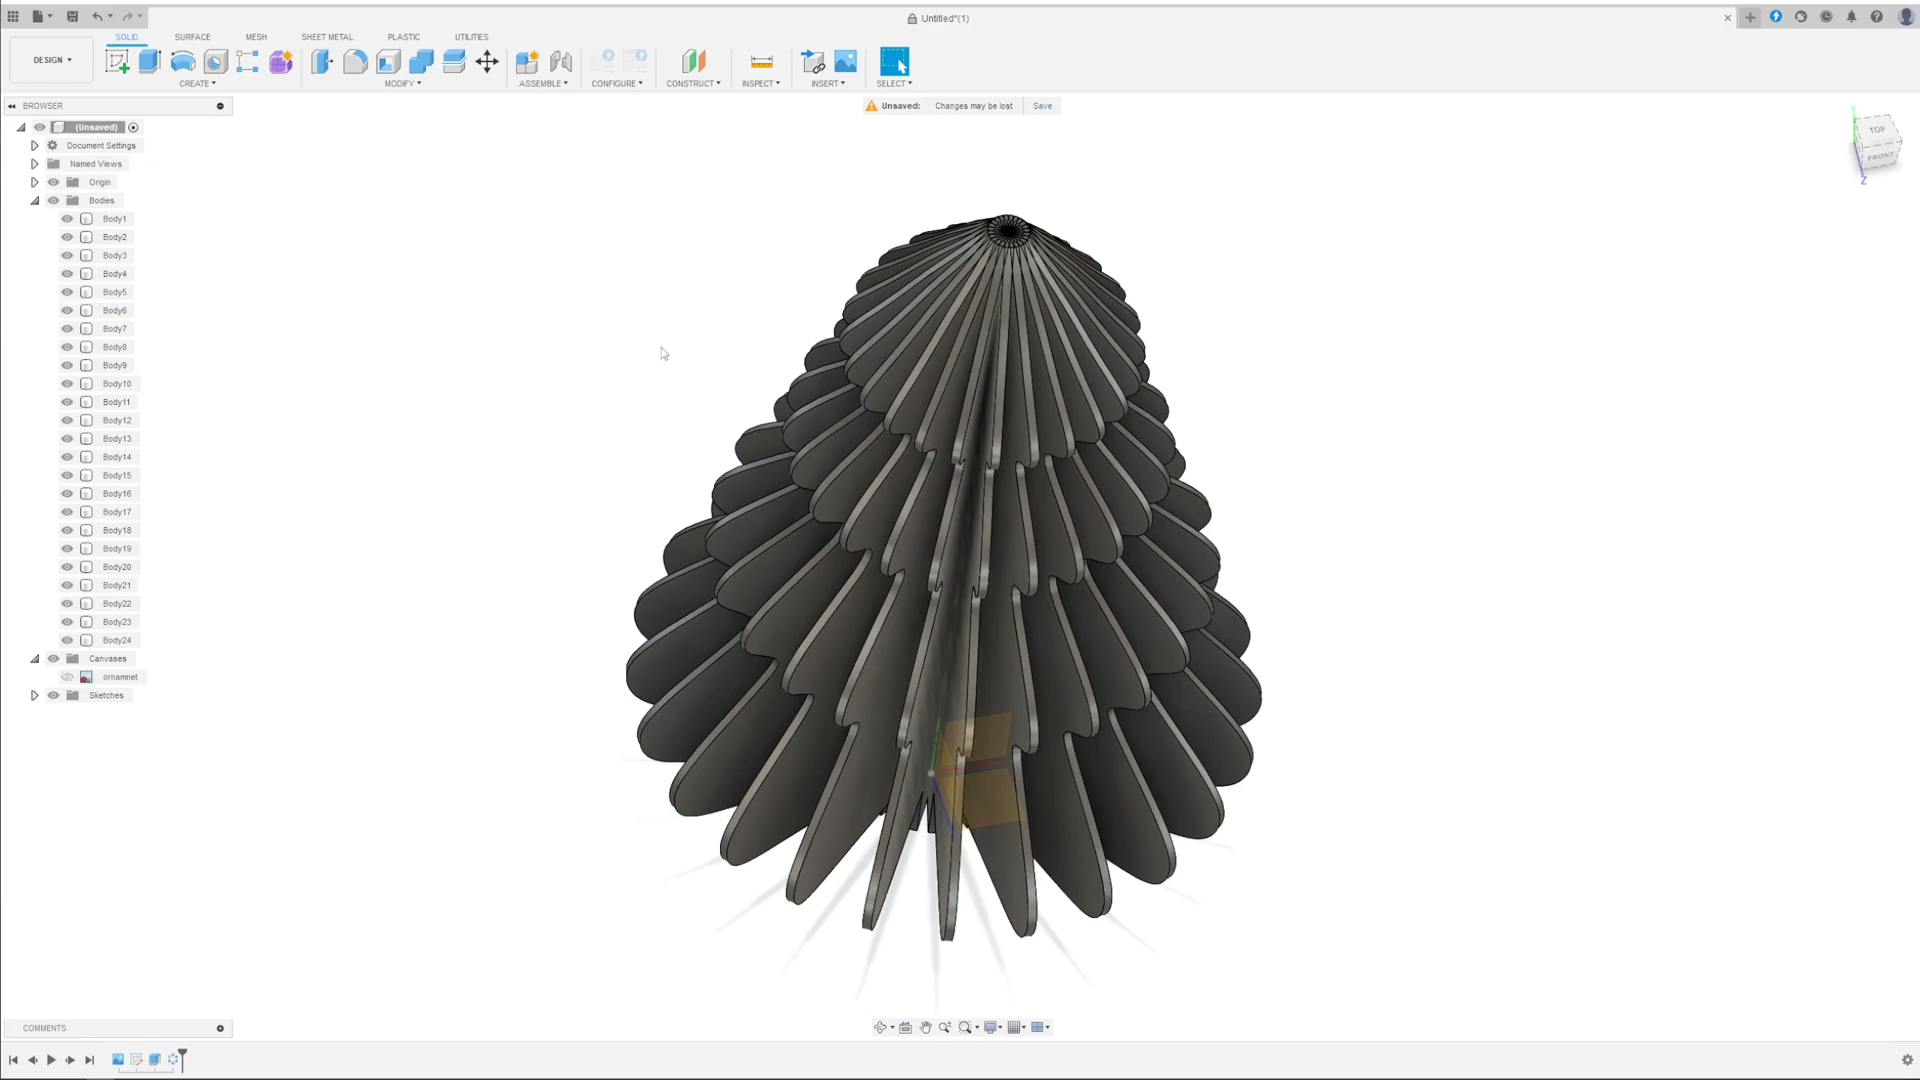 Untitled*(1)
SOLID SURFACE MESH SHEET METAL PLASTIC UTILITIES
DESIGN
CREATE MODIFY ASSEMBLE CONFIGURE CONSTRUCT INSPECT INSERT SELECT
BROWSER
Unsaved: Changes may be lost Save
(Unsaved)
Document Settings
Named Views
Origin
Bodies
Body1
Body2
Body3
Body4
Body5
Body6
Body7
Body8
Body9
Body10
Body11
Body12
Body13
Body14
Body15
Body16
Body17
Body18
Body19
Body20
Body21
Body22
Body23
Body24
Canvases
ornamnet
Sketches
TOP
FRONT
Y
Z
COMMENTS